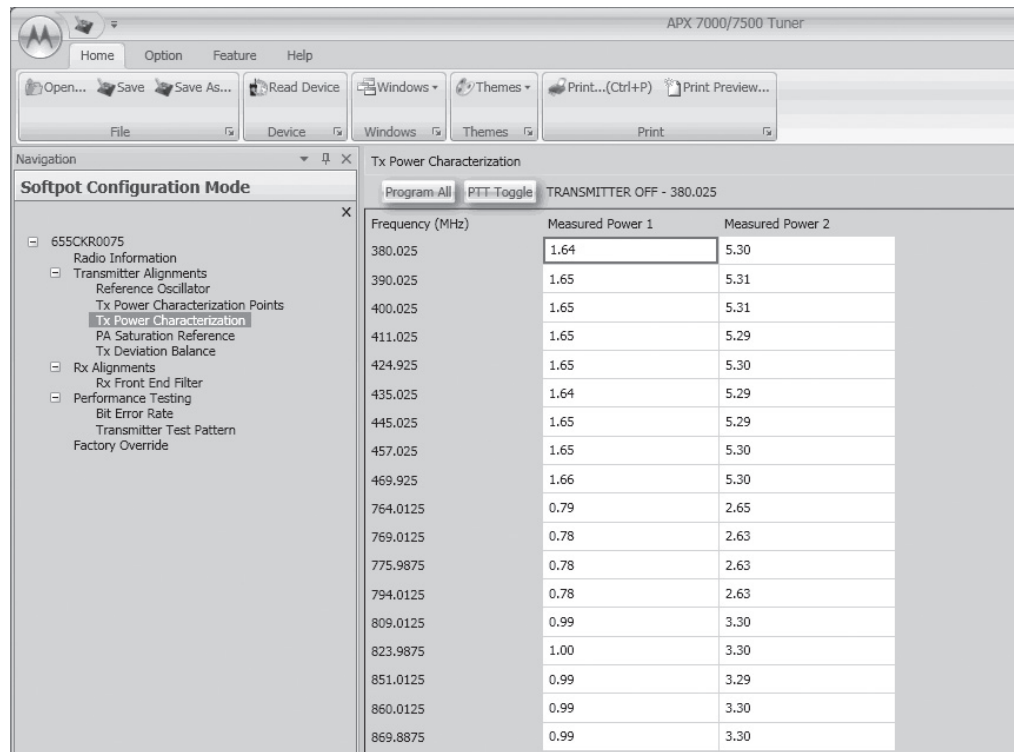 APX 7000/7500 Tuner
Home Option Feature Help
Open... Save Save As... Read Device Windows Themes Print...(Ctrl+P) Print Preview...
File Device Windows Themes Print
Navigation
Softpot Configuration Mode
655CKR0075
Radio Information
Transmitter Alignments
Reference Oscillator
Tx Power Characterization Points
Tx Power Characterization
PA Saturation Reference
Tx Deviation Balance
Rx Alignments
Rx Front End Filter
Performance Testing
Bit Error Rate
Transmitter Test Pattern
Factory Override
Tx Power Characterization
Program All PTT Toggle TRANSMITTER OFF - 380.025
Frequency (MHz) Measured Power 1 Measured Power 2
380.025 1.64 5.30
390.025 1.65 5.31
400.025 1.65 5.31
411.025 1.65 5.29
424.925 1.65 5.30
435.025 1.64 5.29
445.025 1.65 5.29
457.025 1.65 5.30
469.925 1.66 5.30
764.0125 0.79 2.65
769.0125 0.78 2.63
775.9875 0.78 2.63
794.0125 0.78 2.63
809.0125 0.99 3.30
823.9875 1.00 3.30
851.0125 0.99 3.29
860.0125 0.99 3.30
869.8875 0.99 3.30